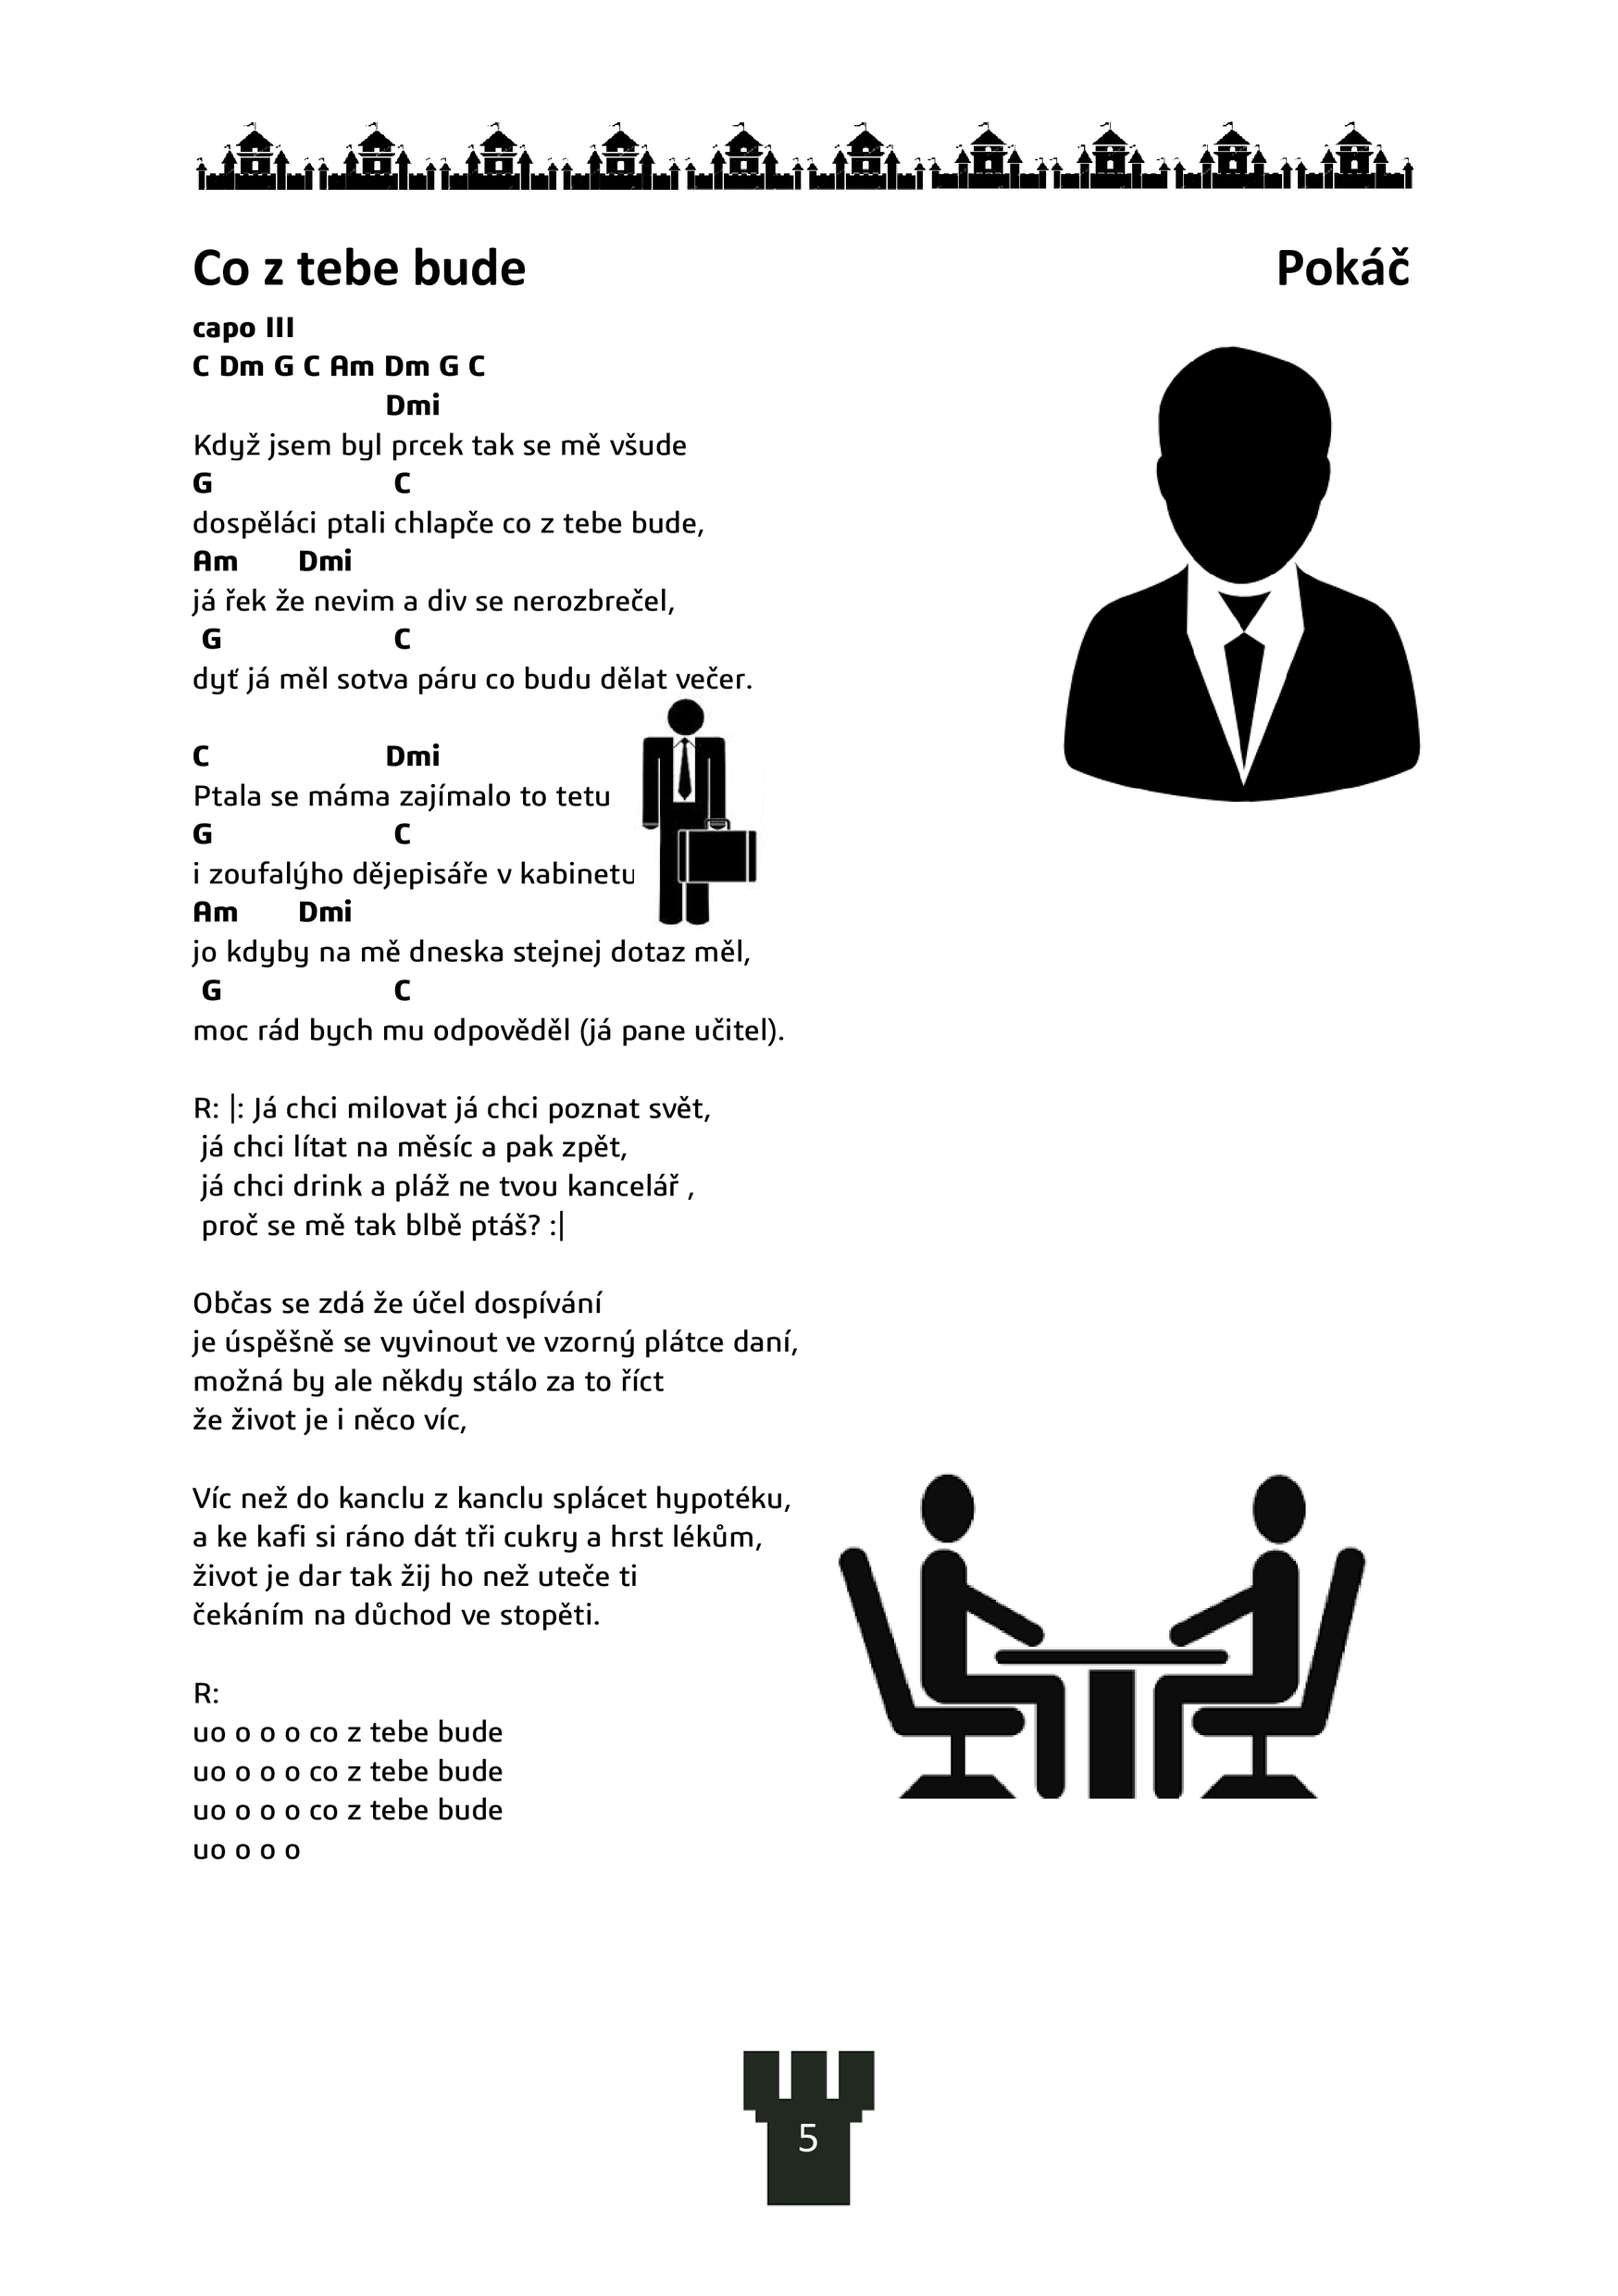 Co z tebe bude Pokáč
capo III
C Dm G C Am Dm G C
Dmi
Když jsem byl prcek tak se mě všude
G C
dospěláci ptali chlapče co z tebe bude,
Am Dmi
já řek že nevim a div se nerozbrečel,
G C
dyť já měl sotva páru co budu dělat večer.
C Dmi
Ptala se máma zajímalo to tetu
G C
i zoufalýho dějepisáře v kabinetu
Am Dmi
jo kdyby na mě dneska stejnej dotaz měl,
G C
moc rád bych mu odpověděl (já pane učitel).
R: |: Já chci milovat já chci poznat svět,
já chci lítat na měsíc a pak zpět,
já chci drink a pláž ne tvou kancelář ,
proč se mě tak blbě ptáš? :|
Občas se zdá že účel dospívání
je úspěšně se vyvinout ve vzorný plátce daní,
možná by ale někdy stálo za to říct
že život je i něco víc,
Víc než do kanclu z kanclu splácet hypotéku,
a ke kafi si ráno dát tři cukry a hrst lékům,
život je dar tak žij ho než uteče ti
čekáním na důchod ve stopěti.
R:
uo o o o co z tebe bude
uo o o o co z tebe bude
uo o o o co z tebe bude
uo o o o
5